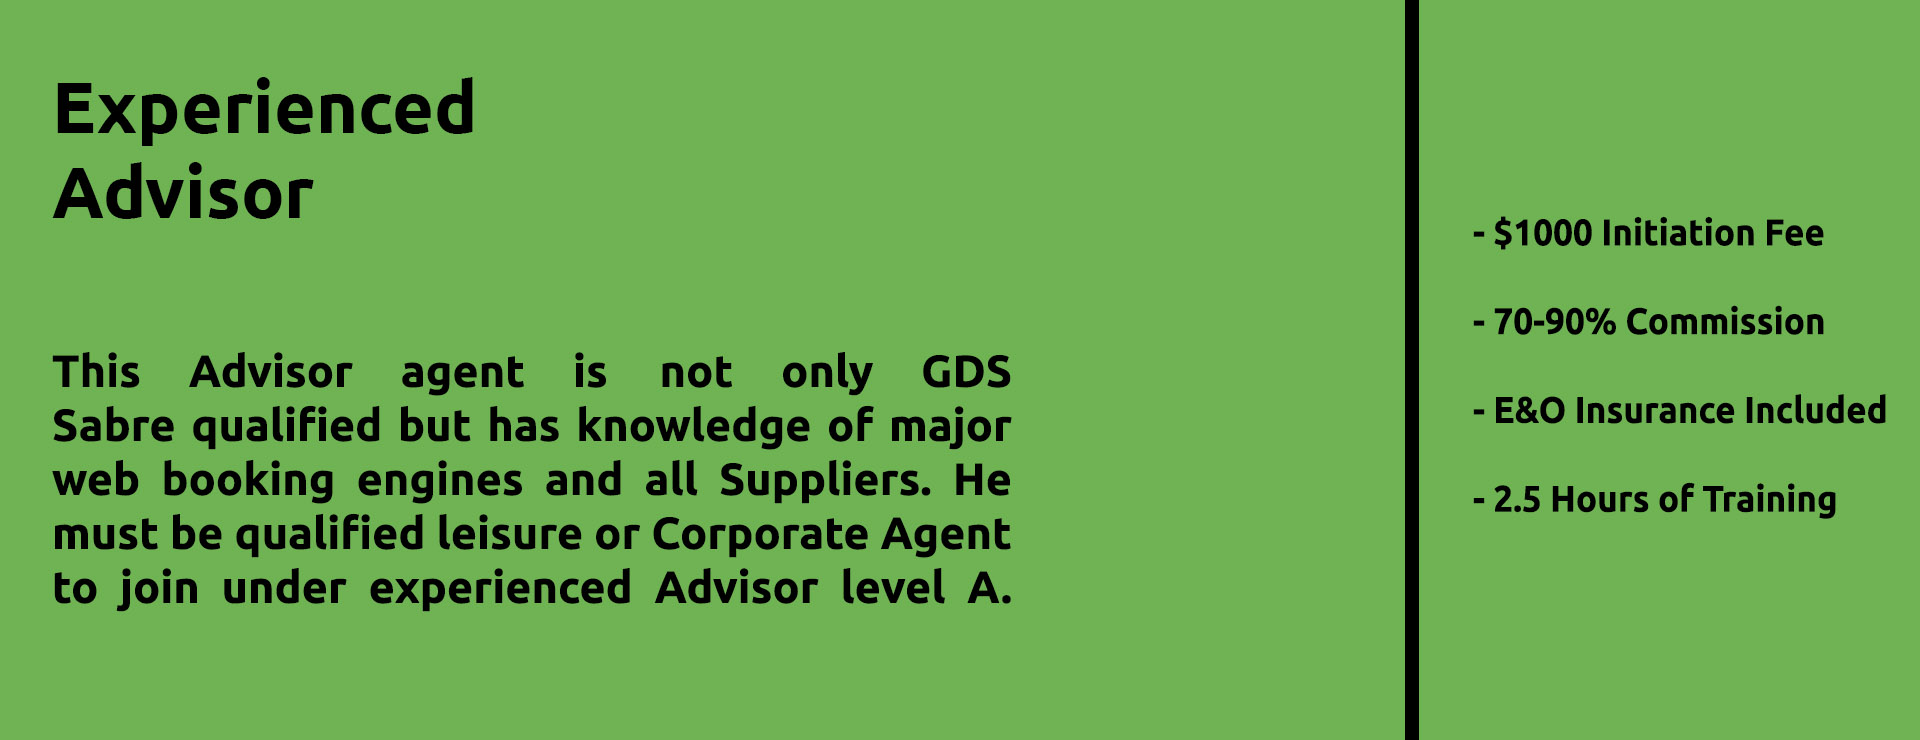 Experienced
Advisor
This Advisor agent is not only GDS
Sabre qualified but has knowledge of major
web booking engines and all Suppliers. He
must be qualified leisure or Corporate Agent
to join under experienced Advisor level A.
- $1000 Initiation Fee
- 70-90% Commission
- E&O Insurance Included
- 2.5 Hours of Training